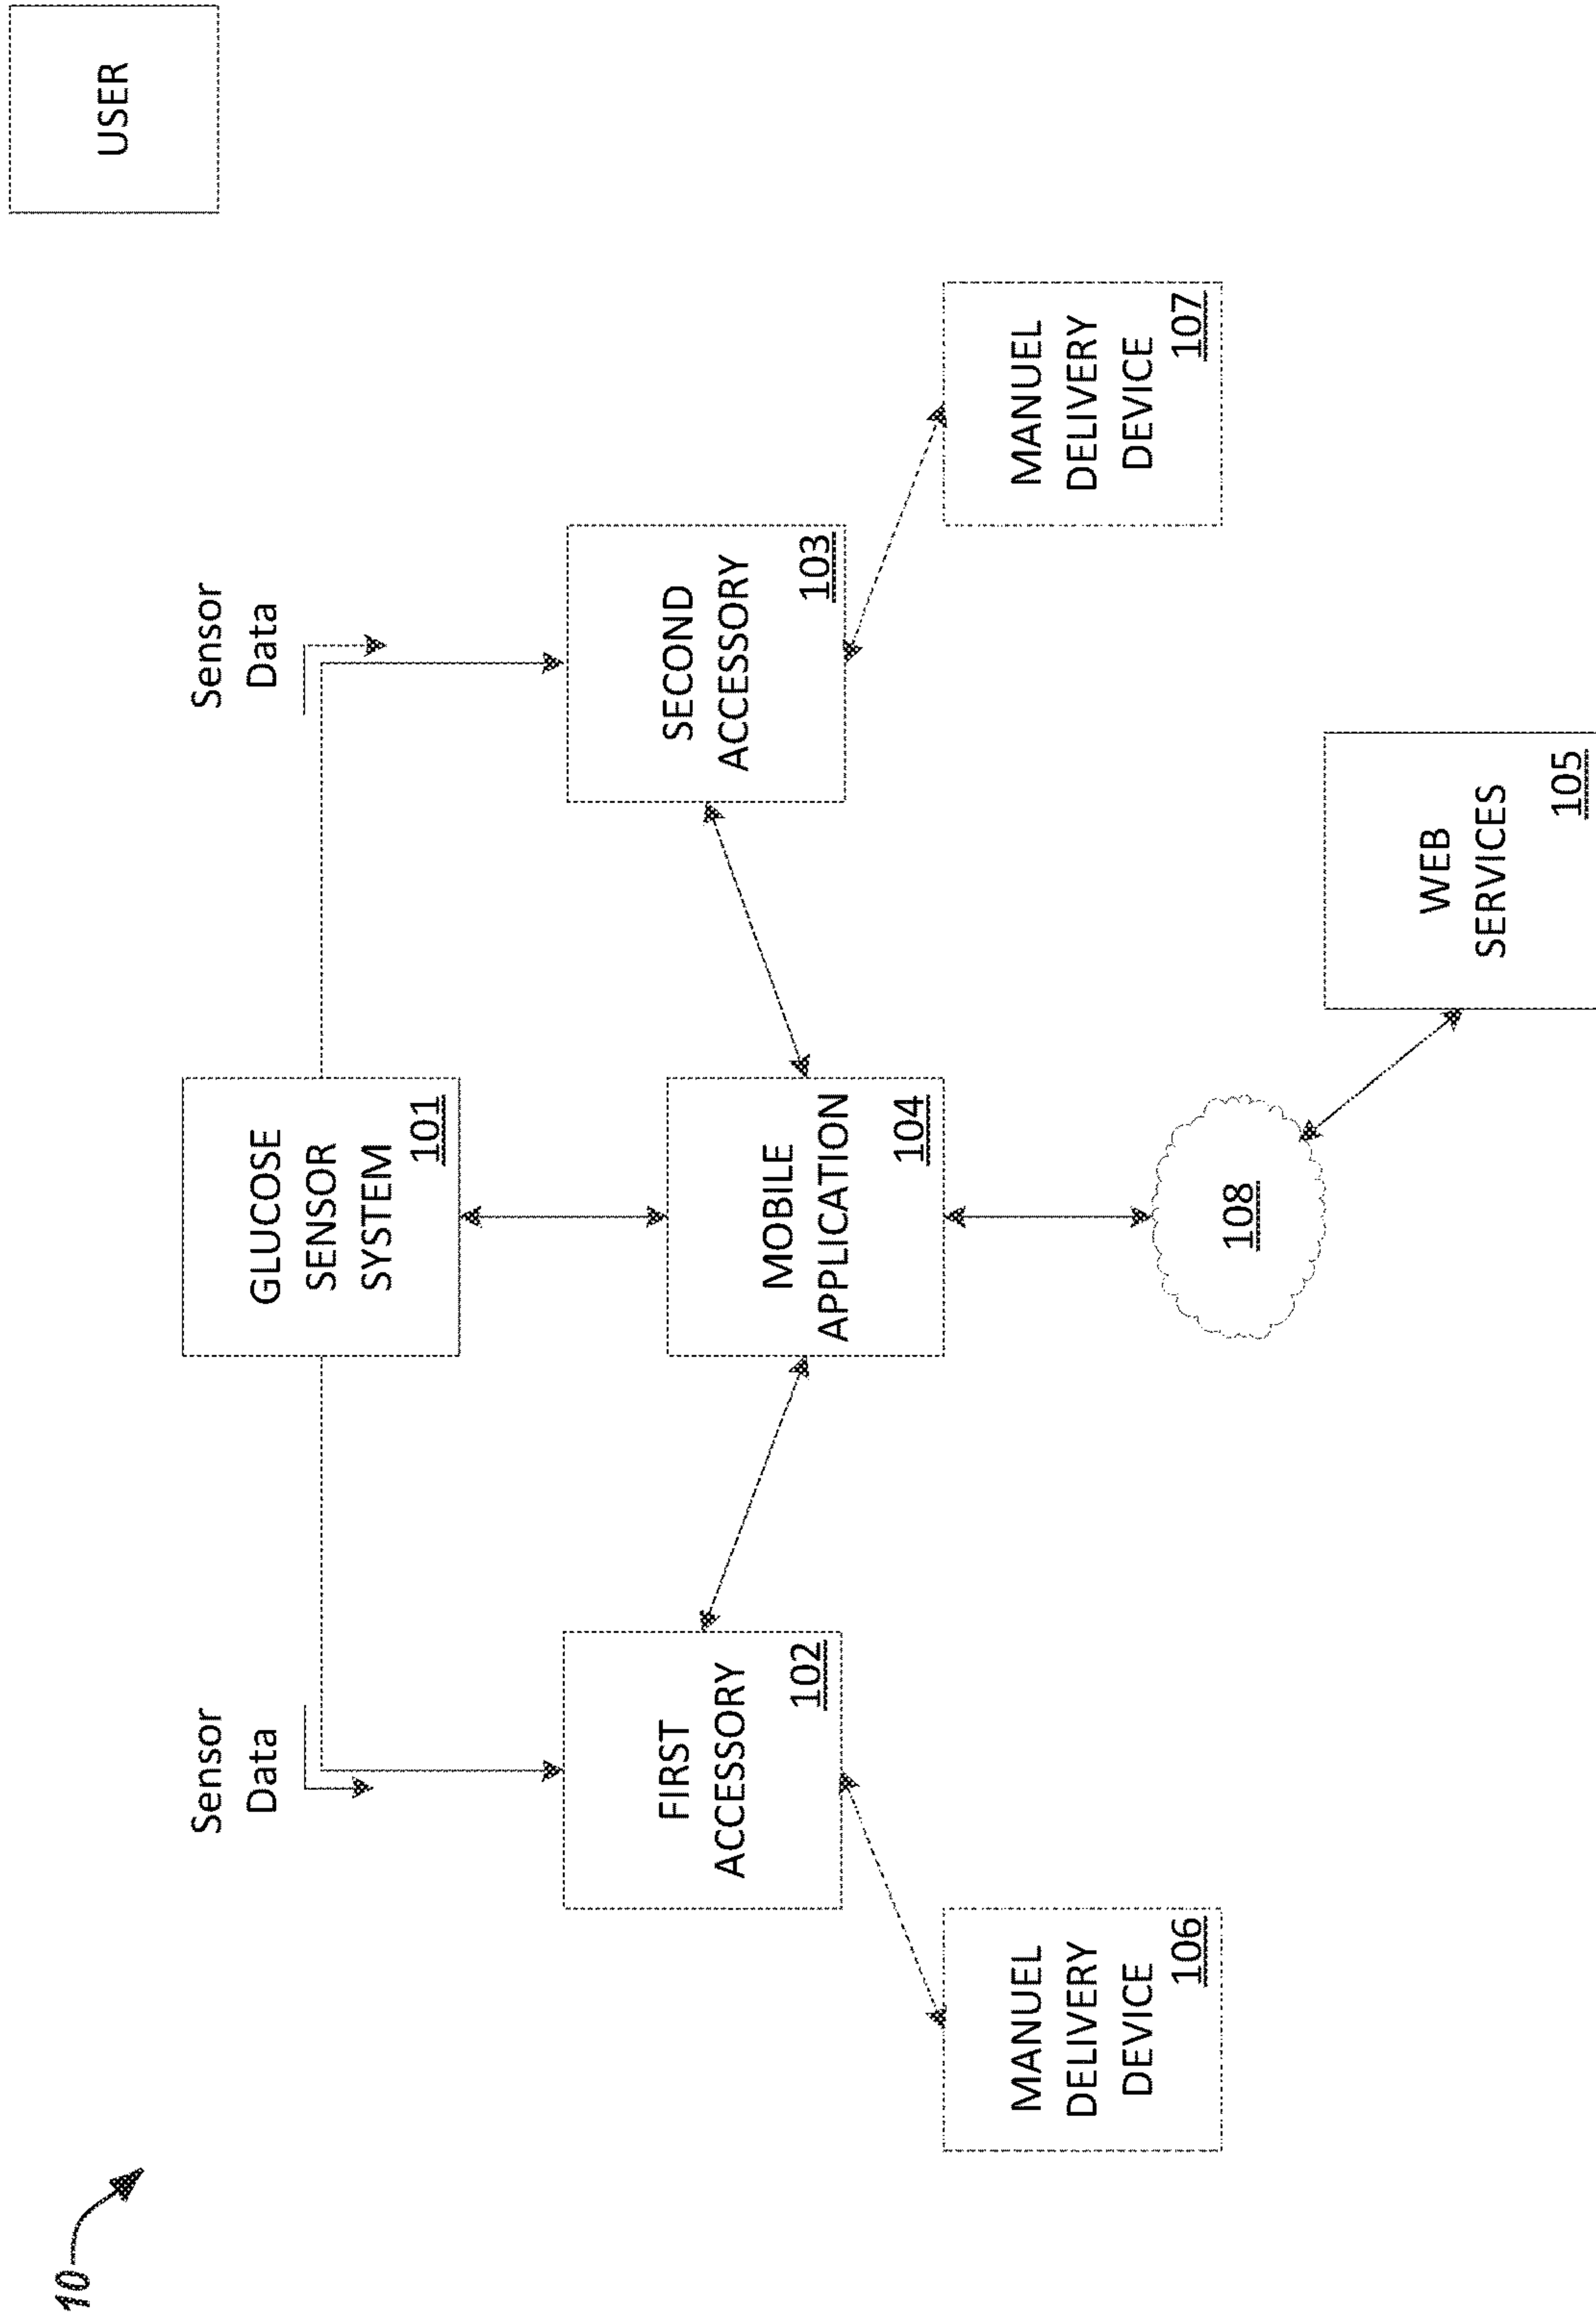 10
USER
Sensor
Data
GLUCOSE
SENSOR
SYSTEM
101
Sensor
Data
FIRST
ACCESSORY
102
MOBILE
APPLICATION
104
SECOND
ACCESSORY
103
MANUEL
DELIVERY
DEVICE
106
108
MANUEL
DELIVERY
DEVICE
107
WEB
SERVICES
105